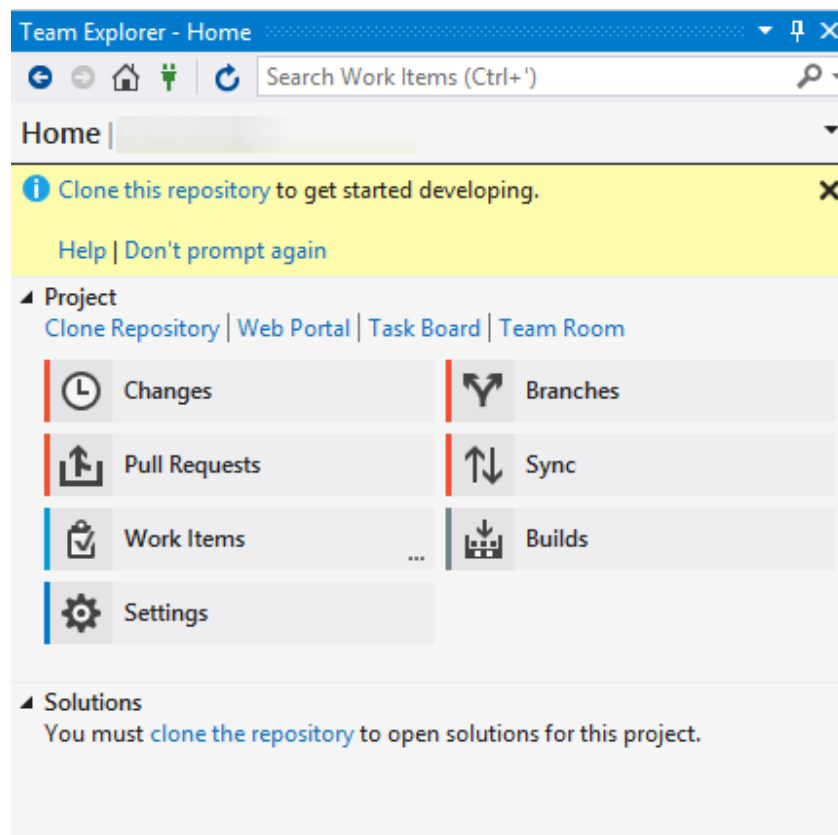 Team Explorer - Home
Search Work Items (Ctrl+')
Home |
Clone this repository to get started developing.
Help | Don't prompt again
Project
Clone Repository | Web Portal | Task Board | Team Room
Changes
Branches
Pull Requests
Sync
Work Items
...
Builds
Settings
Solutions
You must clone the repository to open solutions for this project.